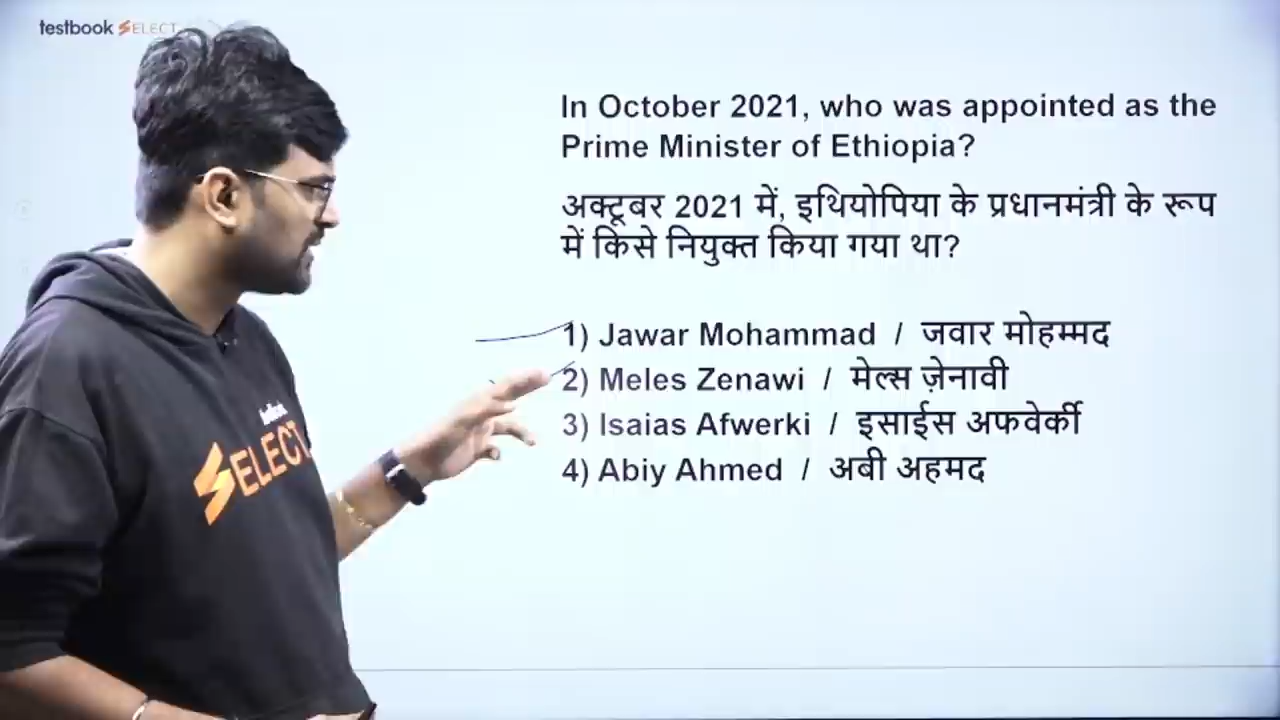 testbook SELECT
In October 2021, who was appointed as the
Prime Minister of Ethiopia?
अक्टूबर 2021 में, इथियोपिया के प्रधानमंत्री के रूप
में किसे नियुक्त किया गया था?
1) Jawar Mohammad / जवार मोहम्मद
2) Meles Zenawi / मेल्स ज़ेनावी
3) Isaias Afwerki / इसाईस अफवेर्की
4) Abiy Ahmed / अबी अहमद
SELECT